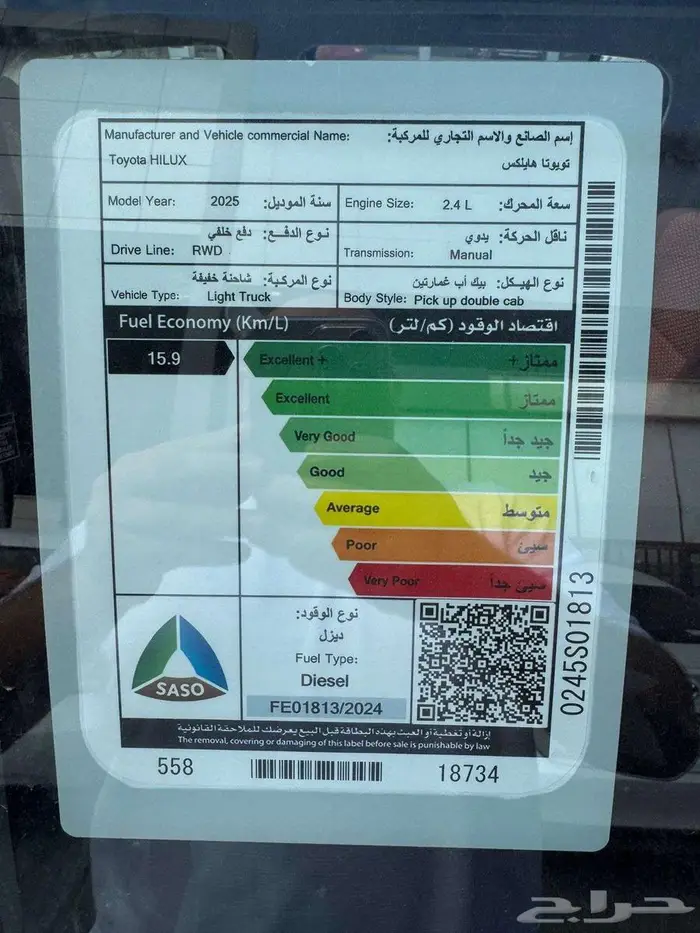 Manufacturer and Vehicle commercial Name: إسم الصانع والاسم التجاري للمركبة:
Toyota HILUX تويوتا هايلكس
Model Year: 2025 سنة الموديل: Engine Size: 2.4 L سعة المحرك:
نوع الدفع: دفع خلفي ناقل الحركة: يدوي
Drive Line: RWD Transmission: Manual
نوع المركبة: شاحنة خفيفة نوع الهيكل: بيك أب غمارتين
Vehicle Type: Light Truck Body Style: Pick up double cab
Fuel Economy (Km/L) اقتصاد الوقود (كم/لتر)
15.9 Excellent + ممتاز +
Excellent ممتاز
Very Good جيد جداً
Good جيد
Average متوسط
Poor سيئ
Very Poor سيئ جداً
نوع الوقود:
ديزل
Fuel Type:
Diesel
FE01813/2024
SASO
0245S01813
إزالة أو تغطية أو العبث بهذه البطاقة قبل البيع يعرضك للملاحقة القانونية
The removal, covering or damaging of this label before sale is punishable by law
558 18734
حراج